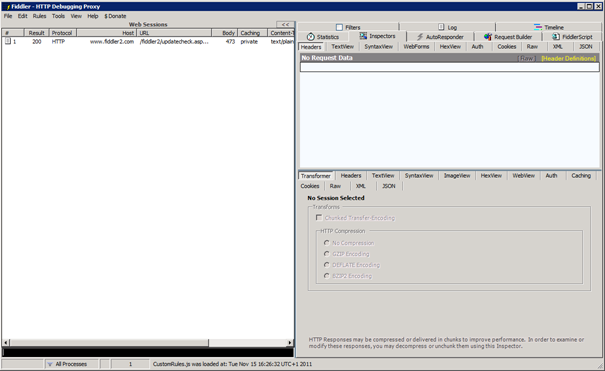 Fiddler - HTTP Debugging Proxy
File Edit Rules Tools View Help $ Donate
Web Sessions <<
# Result Protocol Host URL Body Caching Content-T
1 200 HTTP www.fiddler2.com /fiddler2/updatecheck.asp... 473 private text/plain
Filters Log Timeline
Statistics Inspectors AutoResponder Request Builder FiddlerScript
Headers TextView SyntaxView WebForms HexView Auth Cookies Raw XML JSON
No Request Data [ Raw ] [Header Definitions]
Transformer Headers TextView SyntaxView ImageView HexView WebView Auth Caching
Cookies Raw XML JSON
No Session Selected
Transforms
Chunked Transfer-Encoding
HTTP Compression
No Compression
GZIP Encoding
DEFLATE Encoding
BZIP2 Encoding
HTTP Responses may be compressed or delivered in chunks to improve performance. In order to examine or
modify these responses, you may decompress or unchunk them using this Inspector.
All Processes 1 CustomRules.js was loaded at: Tue Nov 15 16:26:32 UTC+1 2011